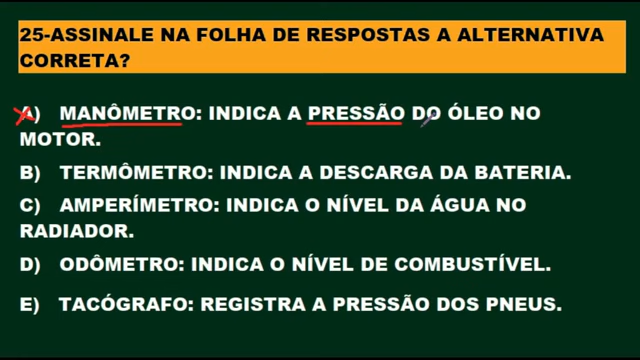 25-ASSINALE NA FOLHA DE RESPOSTAS A ALTERNATIVA
CORRETA?
A) MANÔMETRO: INDICA A PRESSÃO DO ÓLEO NO
MOTOR.
B) TERMÔMETRO: INDICA A DESCARGA DA BATERIA.
C) AMPERÍMETRO: INDICA O NÍVEL DA ÁGUA NO
RADIADOR.
D) ODÔMETRO: INDICA O NÍVEL DE COMBUSTÍVEL.
E) TACÓGRAFO: REGISTRA A PRESSÃO DOS PNEUS.